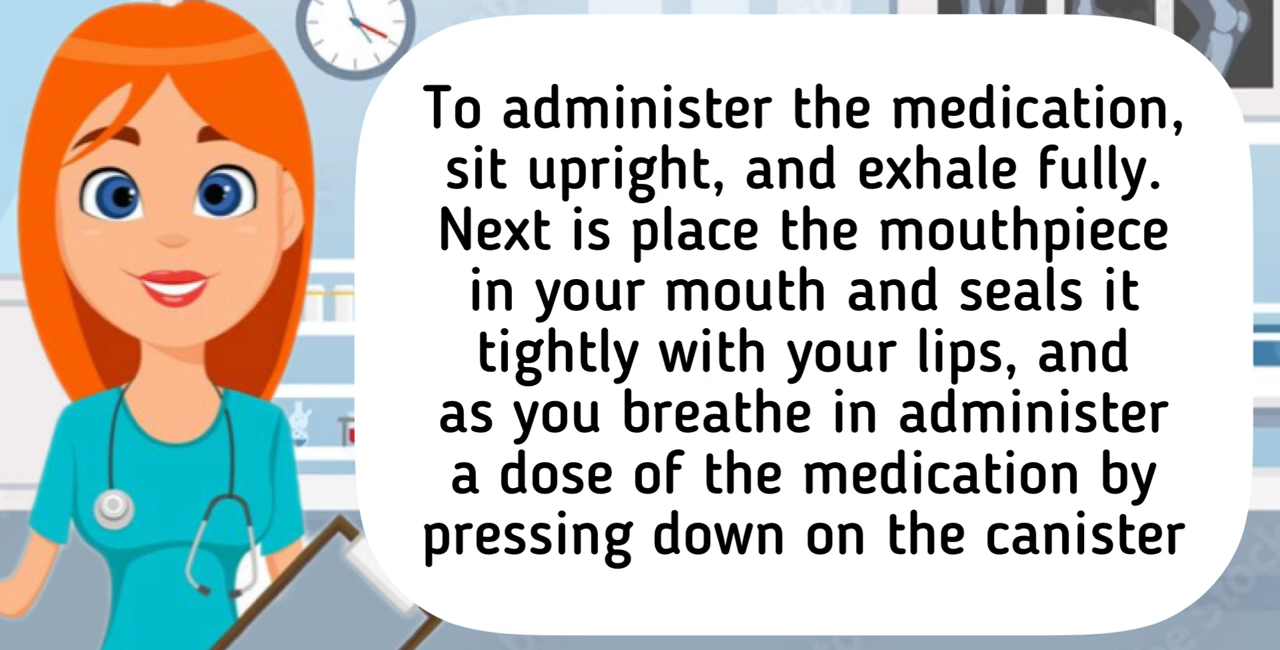 To administer the medication,
sit upright, and exhale fully.
Next is place the mouthpiece
in your mouth and seals it
tightly with your lips, and
as you breathe in administer
a dose of the medication by
pressing down on the canister